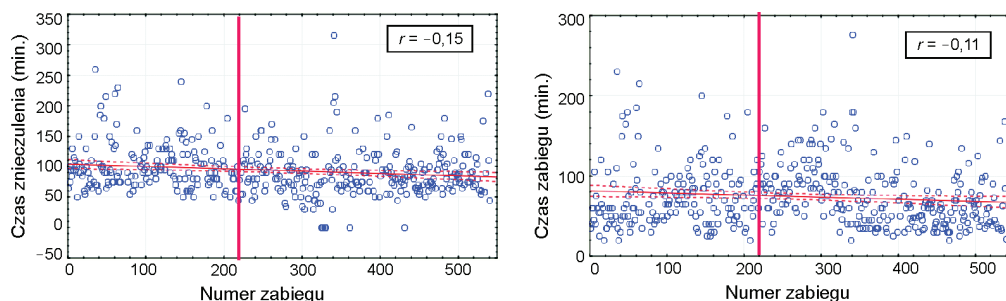 350
300
250
200
150
100
50
0
−50
Czas znieczulenia (min.)
r = −0,15
0 100 200 300 400 500
Numer zabiegu
300
200
100
0
Czas zabiegu (min.)
r = −0,11
0 100 200 300 400 500
Numer zabiegu